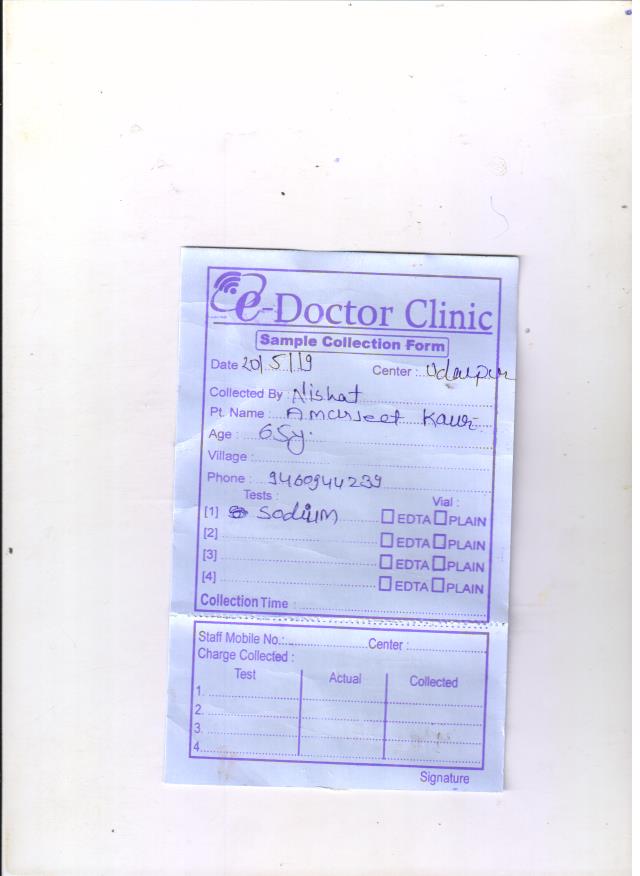 e-Doctor Clinic
Sample Collection Form
Date 20/5/19 Center :.. Udaipur
Collected By : Nishat
Pt. Name : Amarjeet Kaur
Age : 65y.
Village :
Phone : 9460944239
Tests : Vial :
[1] Sodium EDTA PLAIN
[2] EDTA PLAIN
[3] EDTA PLAIN
[4] EDTA PLAIN
Collection Time :
Staff Mobile No.: Center :
Charge Collected :
Test Actual Collected
1.
2.
3.
4.
Signature